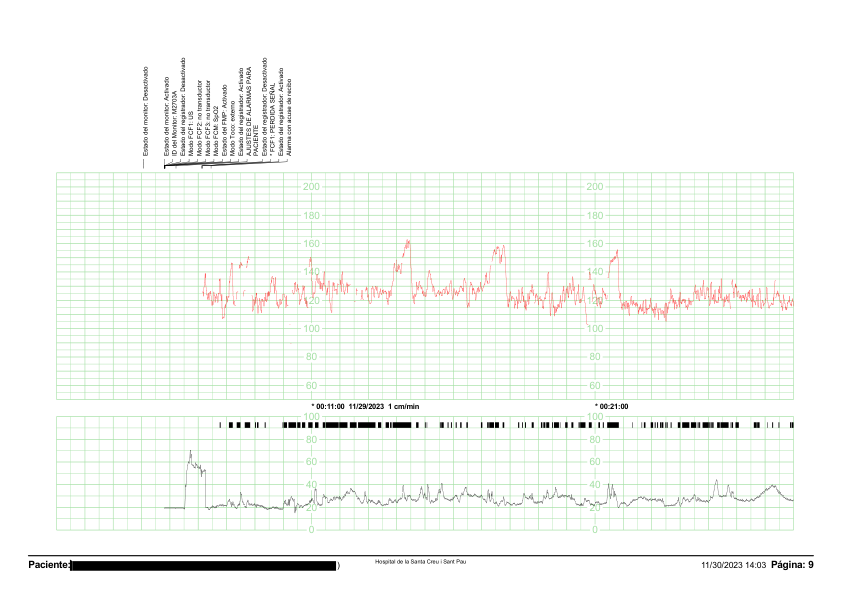 Estado del monitor: Desactivado
Estado del monitor: Activado
ID del Monitor: M2703A
Estado del registrador: Desactivado
Modo FCF1: US
Modo FCF2: no transductor
Modo FCF3: no transductor
Modo FCM: SpO2
Estado del FMP: Activado
Modo Toco: externo
Estado del registrador: Activado
AJUSTES DE ALARMAS PARA
PACIENTE
Estado del registrador: Desactivado
* FCF1: PERDIDA SEÑAL
Estado del registrador: Activado
Alarma con acuse de recibo
200 200
180 180
160 160
140 140
120 120
100 100
80 80
60 60
* 00:11:00 11/29/2023 1 cm/min * 00:21:00
100 100
80 80
60 60
40 40
20 20
0 0
Paciente: ) Hospital de la Santa Creu i Sant Pau 11/30/2023 14:03 Página: 9